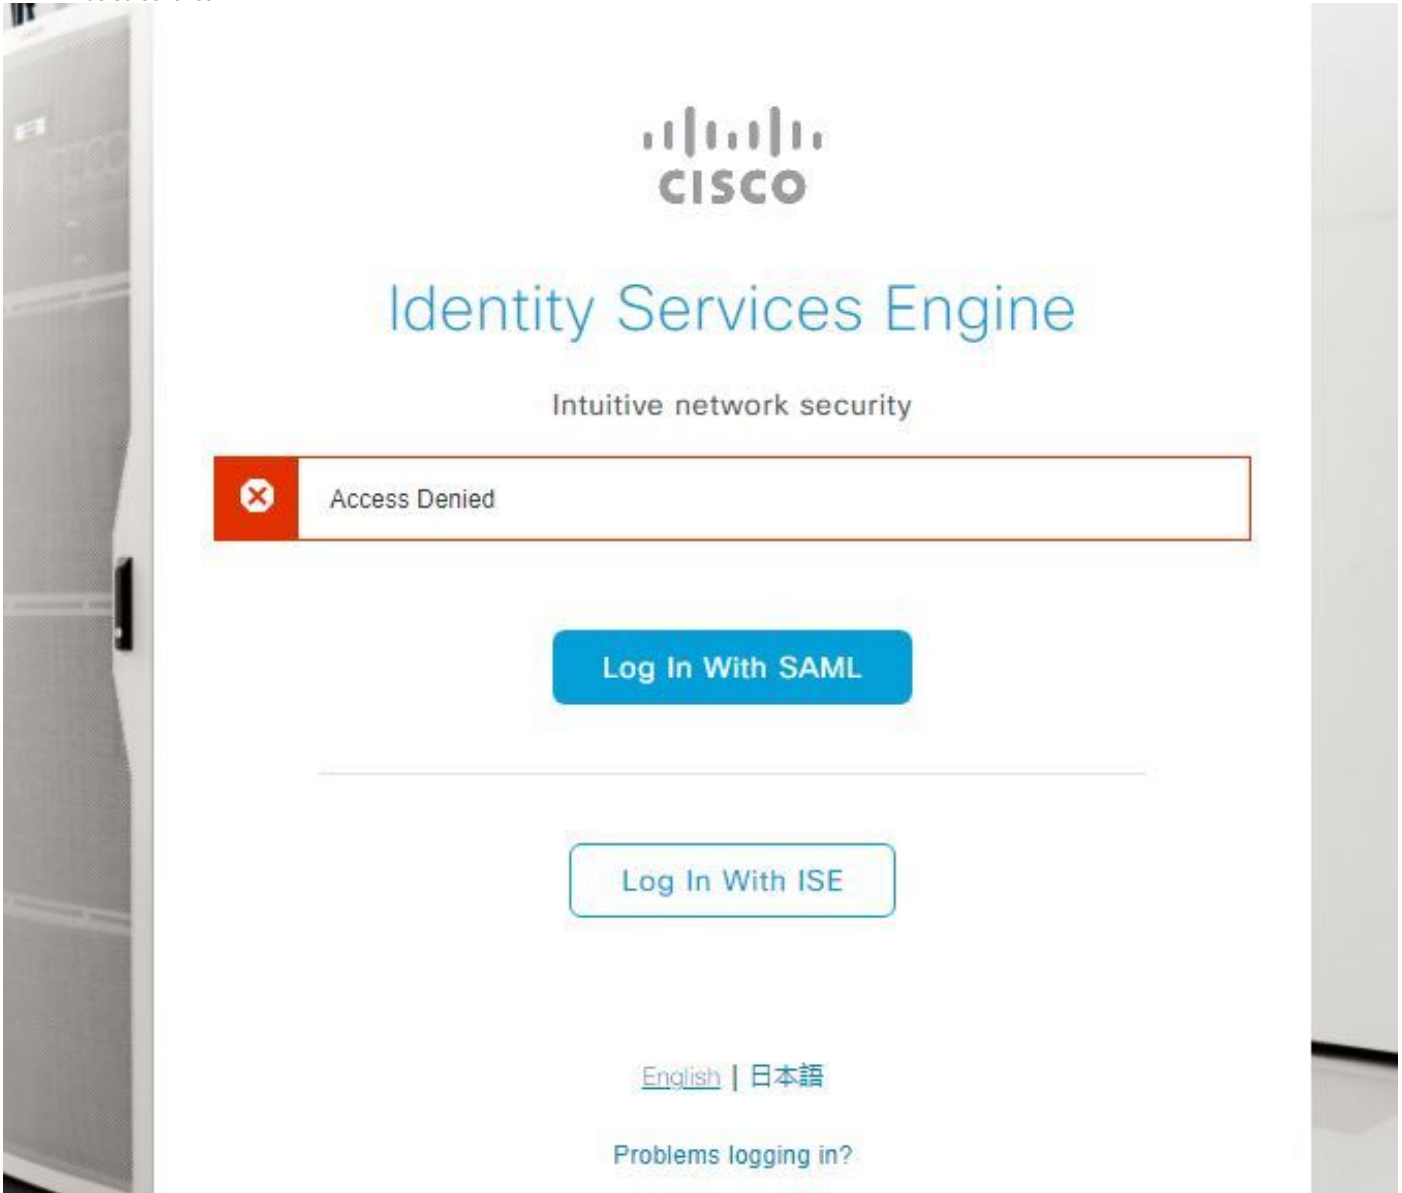 CISCO
Identity Services Engine
Intuitive network security
Access Denied
Log In With SAML
Log In With ISE
English | 日本語
Problems logging in?